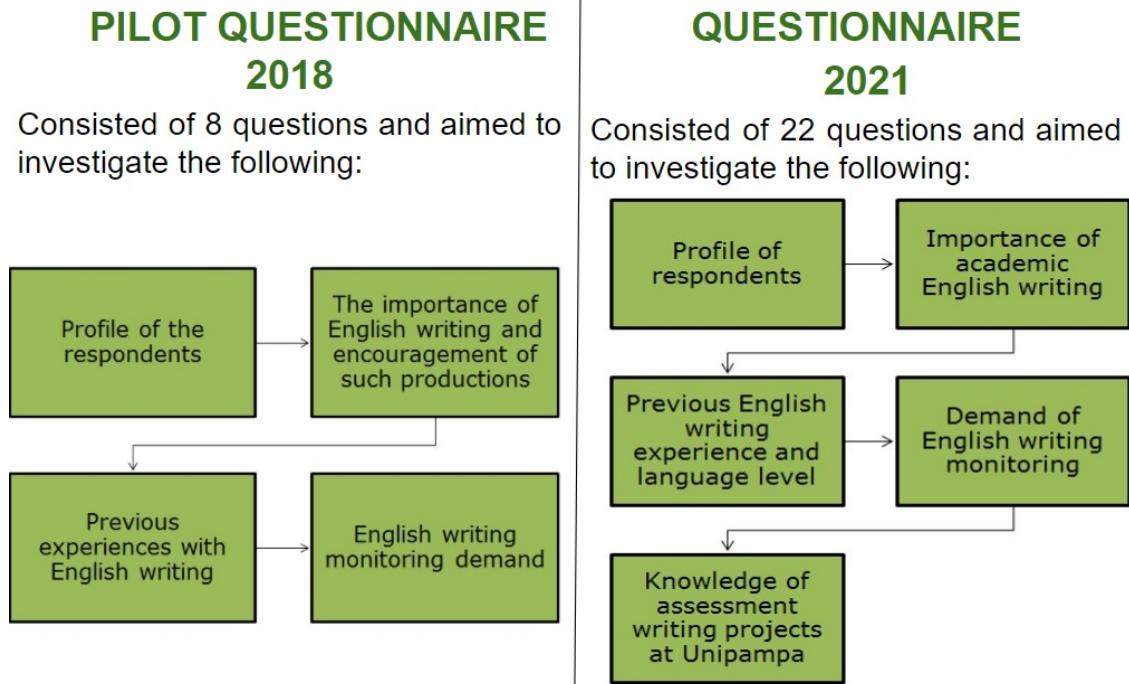 PILOT QUESTIONNAIRE
2018
Consisted of 8 questions and aimed to
investigate the following:
Profile of the
respondents
The importance of
English writing and
encouragement of
such productions
Previous
experiences with
English writing
English writing
monitoring demand
QUESTIONNAIRE
2021
Consisted of 22 questions and aimed
to investigate the following:
Profile of
respondents
Importance of
academic
English writing
Previous English
writing
experience and
language level
Demand of
English writing
monitoring
Knowledge of
assessment
writing projects
at Unipampa